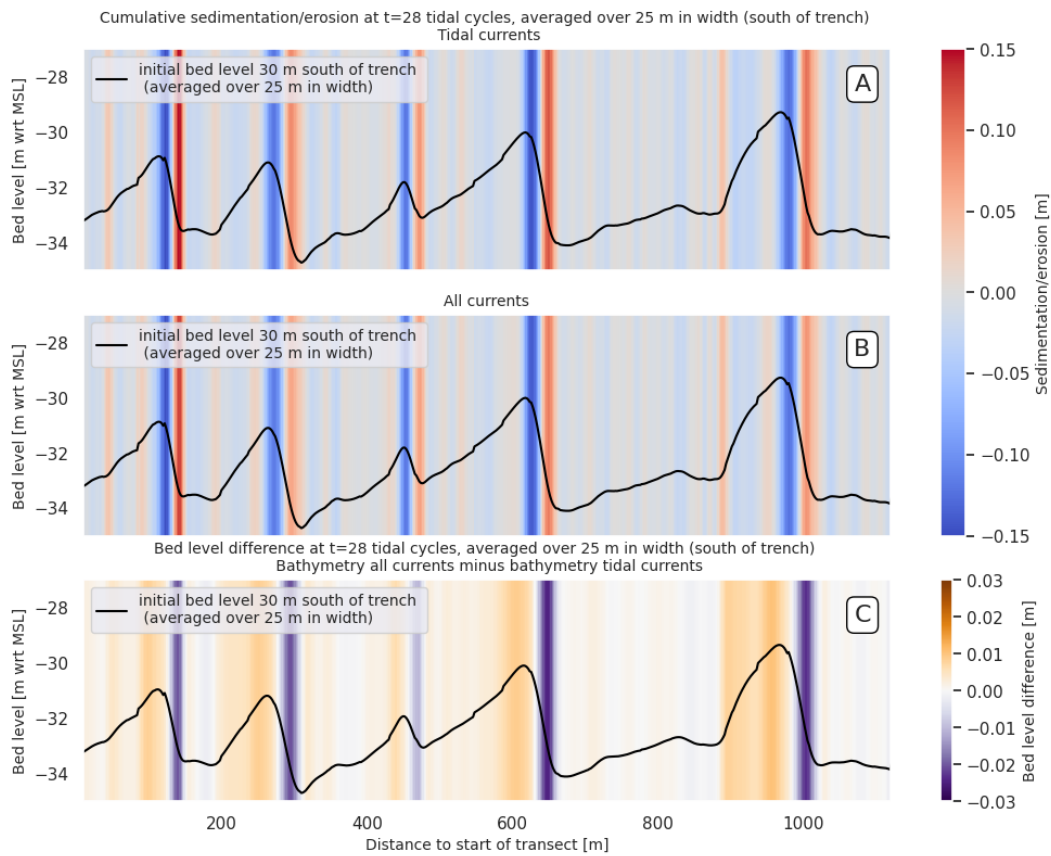 Cumulative sedimentation/erosion at t=28 tidal cycles, averaged over 25 m in width (south of trench)
Tidal currents
initial bed level 30 m south of trench
(averaged over 25 m in width)
A
−28
−30
−32
−34
Bed level [m wrt MSL]
All currents
initial bed level 30 m south of trench
(averaged over 25 m in width)
B
−28
−30
−32
−34
Bed level [m wrt MSL]
0.15
0.10
0.05
0.00
−0.05
−0.10
−0.15
Sedimentation/erosion [m]
Bed level difference at t=28 tidal cycles, averaged over 25 m in width (south of trench)
Bathymetry all currents minus bathymetry tidal currents
initial bed level 30 m south of trench
(averaged over 25 m in width)
C
−28
−30
−32
−34
Bed level [m wrt MSL]
0.03
0.02
0.01
0.00
−0.01
−0.02
−0.03
Bed level difference [m]
200
400
600
800
1000
Distance to start of transect [m]